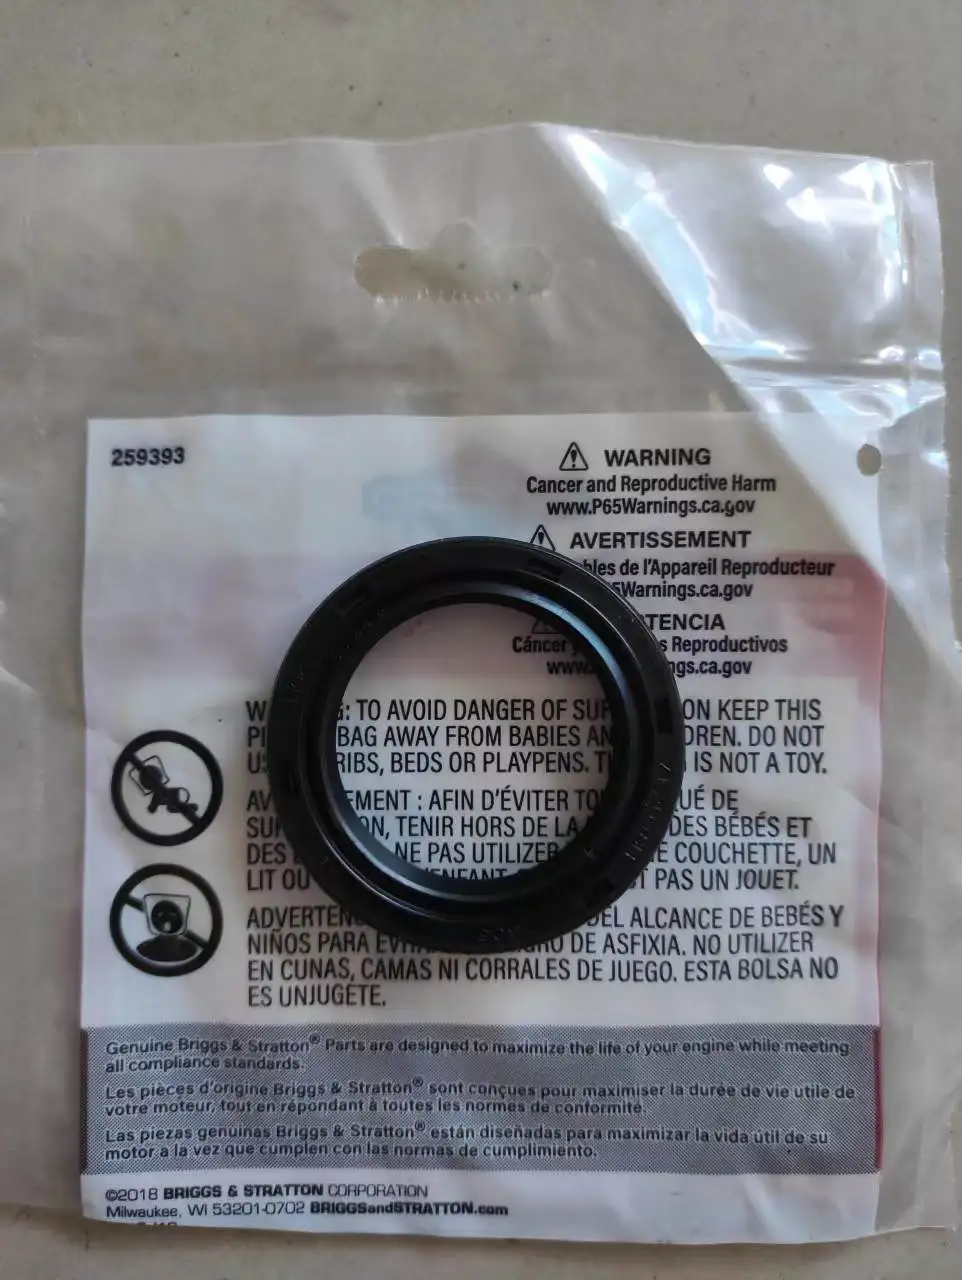 259393
WARNING
Cancer and Reproductive Harm
www.P65Warnings.ca.gov
AVERTISSEMENT
de l'Appareil Reproducteur
Reproductivos
TO AVOID DANGER OF KEEP THIS
BAG AWAY FROM BABIES DO NOT
BEDS OR PLAYPENS. IS NOT A TOY.
: AFIN D'ÉVITER DE
TENIR HORS DE DES BÉBÉS ET
NE PAS UTILIZER COUCHETTE, UN
LIT OU PAS UN JOUET.
DEL ALCANCE DE BEBÉS Y
NIÑOS PARA DE ASFIXIA. NO UTILIZER
EN CUNAS, CAMAS NI CORRALES DE JUEGO. ESTA BOLSA NO
ES UNJUGETE.
Genuine Briggs & Stratton® Parts are designed to maximize the life of your engine while meeting
all compliance standards.
Les pièces d'origine Briggs & Stratton® sont conçues pour maximiser la durée de vie utile de
votre moteur, tout en répondant à toutes les normes de conformité.
Las piezas genuinas Briggs & Stratton® están diseñadas para maximizar la vida útil de su
motor a la vez que cumplen con las normas de cumplimiento.
©2018 BRIGGS & STRATTON CORPORATION
Milwaukee, WI 53201-0702 BRIGGSandSTRATTON.com